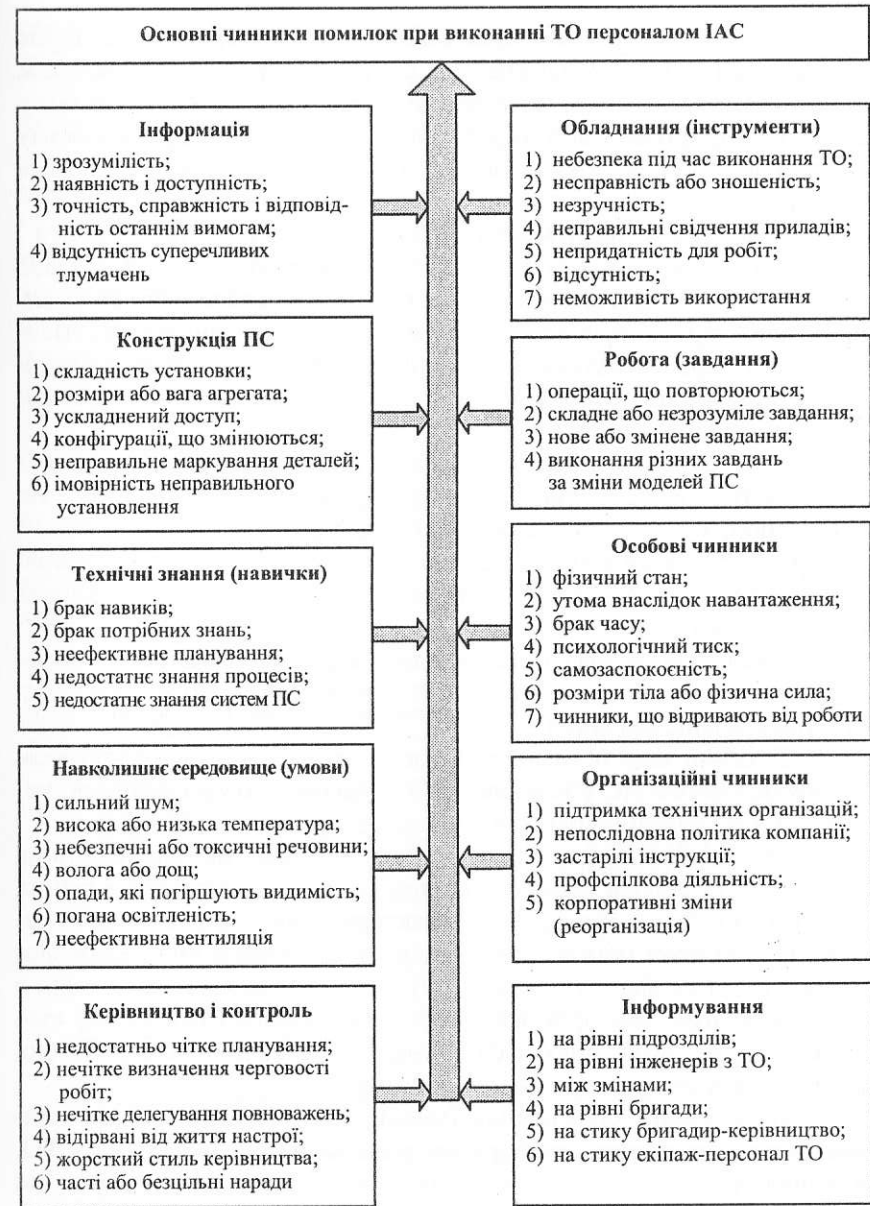 Основні чинники помилок при виконанні ТО персоналом ІАС
Інформація
1) зрозумілість;
2) наявність і доступність;
3) точність, справжність і відповід-
ність останнім вимогам;
4) відсутність суперечливих
тлумачень
Обладнання (інструменти)
1) небезпека під час виконання ТО;
2) несправність або зношеність;
3) незручність;
4) неправильні свідчення приладів;
5) непридатність для робіт;
6) відсутність;
7) неможливість використання
Конструкція ПС
1) складність установки;
2) розміри або вага агрегата;
3) ускладнений доступ;
4) конфігурації, що змінюються;
5) неправильне маркування деталей;
6) імовірність неправильного
установлення
Робота (завдання)
1) операції, що повторюються;
2) складне або незрозуміле завдання;
3) нове або змінене завдання;
4) виконання різних завдань
за зміни моделей ПС
Технічні знання (навички)
1) брак навиків;
2) брак потрібних знань;
3) неефективне планування;
4) недостатнє знання процесів;
5) недостатнє знання систем ПС
Особові чинники
1) фізичний стан;
2) утома внаслідок навантаження;
3) брак часу;
4) психологічний тиск;
5) самозаспокоєність;
6) розміри тіла або фізична сила;
7) чинники, що відривають від роботи
Навколишнє середовище (умови)
1) сильний шум;
2) висока або низька температура;
3) небезпечні або токсичні речовини;
4) волога або дощ;
5) опади, які погіршують видимість;
6) погана освітленість;
7) неефективна вентиляція
Організаційні чинники
1) підтримка технічних організацій;
2) непослідовна політика компанії;
3) застарілі інструкції;
4) профспілкова діяльність;
5) корпоративні зміни
(реорганізація)
Керівництво і контроль
1) недостатньо чітке планування;
2) нечітке визначення черговості
робіт;
3) нечітке делегування повноважень;
4) відірвані від життя настрої;
5) жорсткий стиль керівництва;
6) часті або безцільні наради
Інформування
1) на рівні підрозділів;
2) на рівні інженерів з ТО;
3) між змінами;
4) на рівні бригади;
5) на стику бригадир-керівництво;
6) на стику екіпаж-персонал ТО